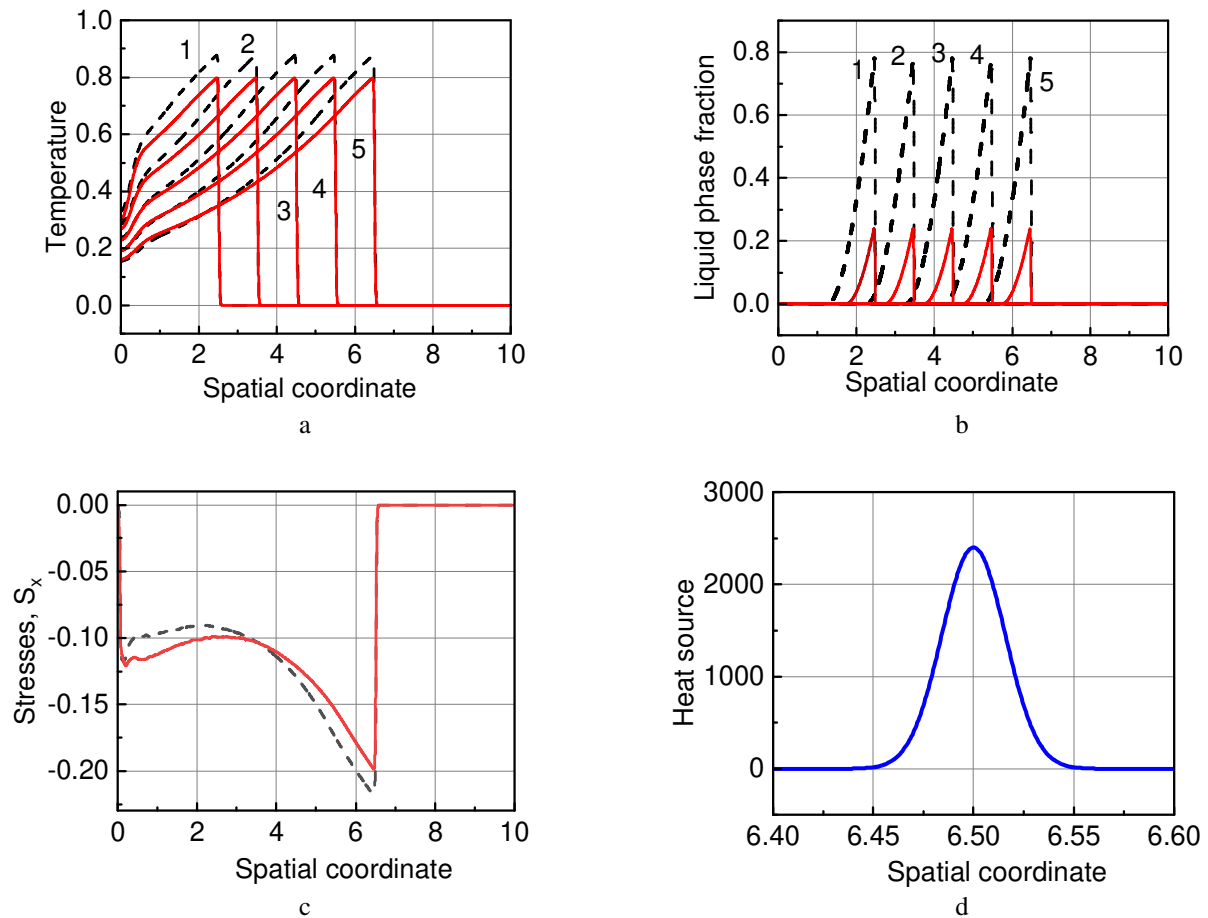 1.0
0.8
0.6
0.4
0.2
0.0
Temperature
1
2
3
4
5
0 2 4 6 8 10
Spatial coordinate
a
0.8
0.6
0.4
0.2
0.0
Liquid phase fraction
1
2
3
4
5
0 2 4 6 8 10
Spatial coordinate
b
0.00
-0.05
-0.10
-0.15
-0.20
Stresses, Sx
0 2 4 6 8 10
Spatial coordinate
c
3000
2000
1000
0
Heat source
6.40 6.45 6.50 6.55 6.60
Spatial coordinate
d